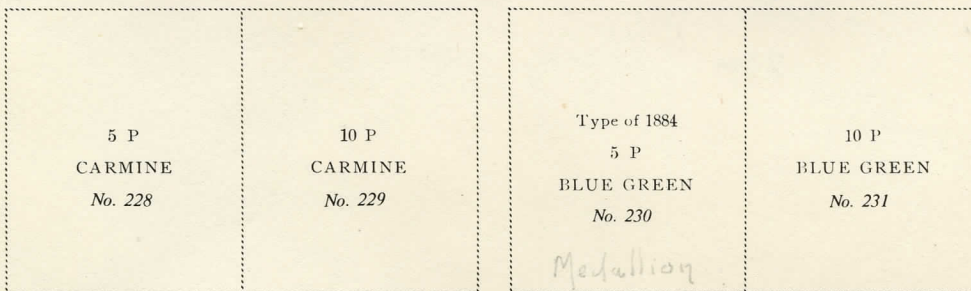 5 P
CARMINE
No. 228
10 P
CARMINE
No. 229
Type of 1884
5 P
BLUE GREEN
No. 230
Medallion
10 P
BLUE GREEN
No. 231